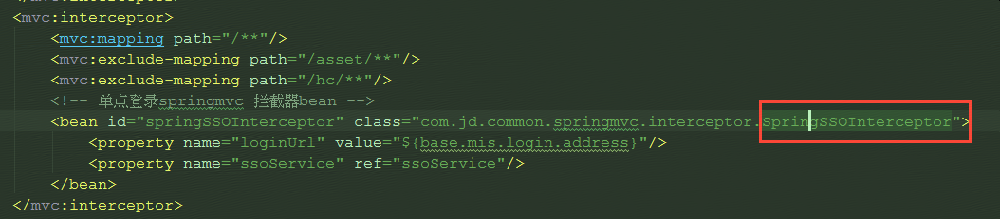 </mvc:interceptor>
<mvc:interceptor>
<mvc:mapping path="/**"/>
<mvc:exclude-mapping path="/asset/**"/>
<mvc:exclude-mapping path="/hc/**"/>
<!-- 单点登录springmvc 拦截器bean -->
<bean id="springSSOInterceptor" class="com.jd.common.springmvc.interceptor.SpringSSOInterceptor">
<property name="loginUrl" value="${base.mis.login.address}"/>
<property name="ssoService" ref="ssoService"/>
</bean>
</mvc:interceptor>